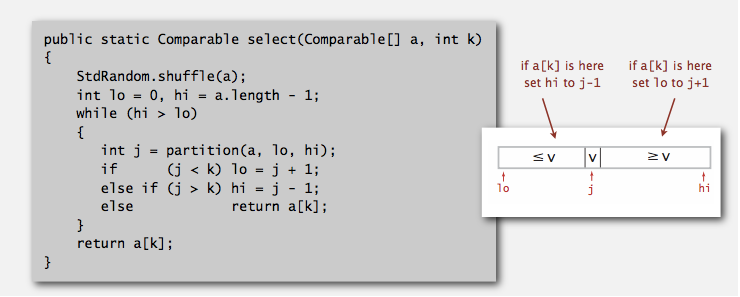 public static Comparable select(Comparable[] a, int k)
{
    StdRandom.shuffle(a);
    int lo = 0, hi = a.length - 1;
    while (hi > lo)
    {
       int j = partition(a, lo, hi);
       if      (j < k) lo = j + 1;
       else if (j > k) hi = j - 1;
       else            return a[k];
    }
    return a[k];
}
if a[k] is here
set hi to j-1
if a[k] is here
set lo to j+1
≤ v
v
≥ v
lo
j
hi